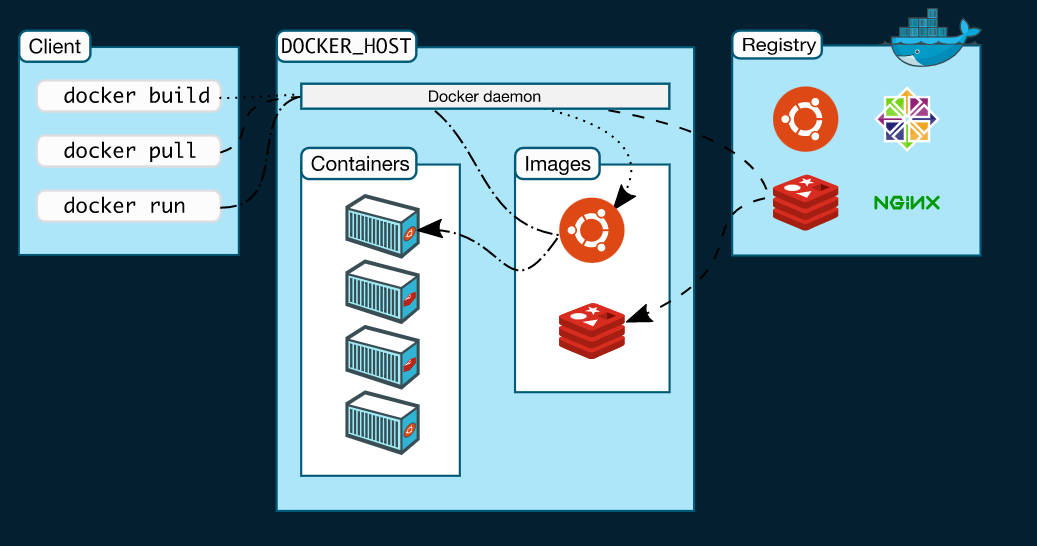 Client
docker build
docker pull
docker run
DOCKER_HOST
Docker daemon
Containers
Images
Registry
NGINX